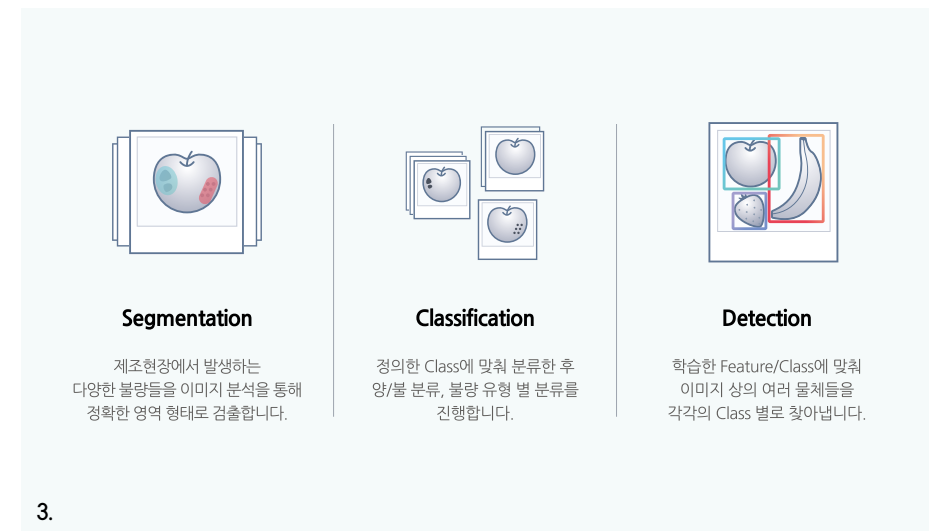 Segmentation
제조현장에서 발생하는
다양한 불량들을 이미지 분석을 통해
정확한 영역 형태로 검출합니다.
Classification
정의한 Class에 맞춰 분류한 후
양/불 분류, 불량 유형 별 분류를
진행합니다.
Detection
학습한 Feature/Class에 맞춰
이미지 상의 여러 물체들을
각각의 Class 별로 찾아냅니다.
3.